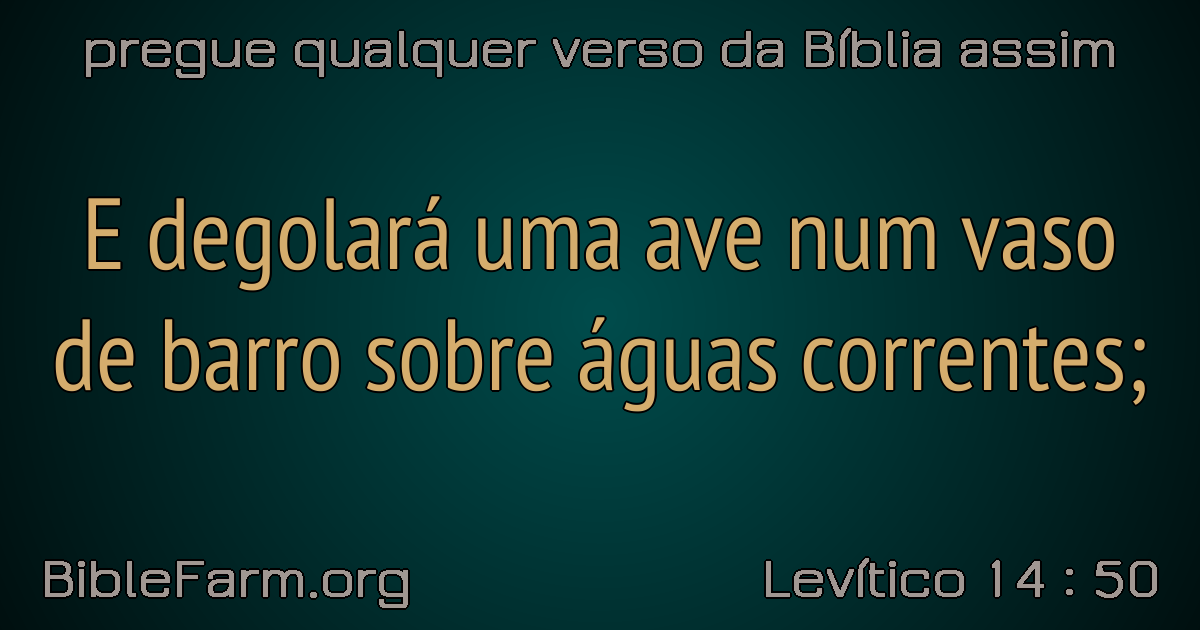 pregue qualquer verso da Bíblia assim
E degolará uma ave num vaso
de barro sobre águas correntes;
BibleFarm.org
Levítico 14 : 50